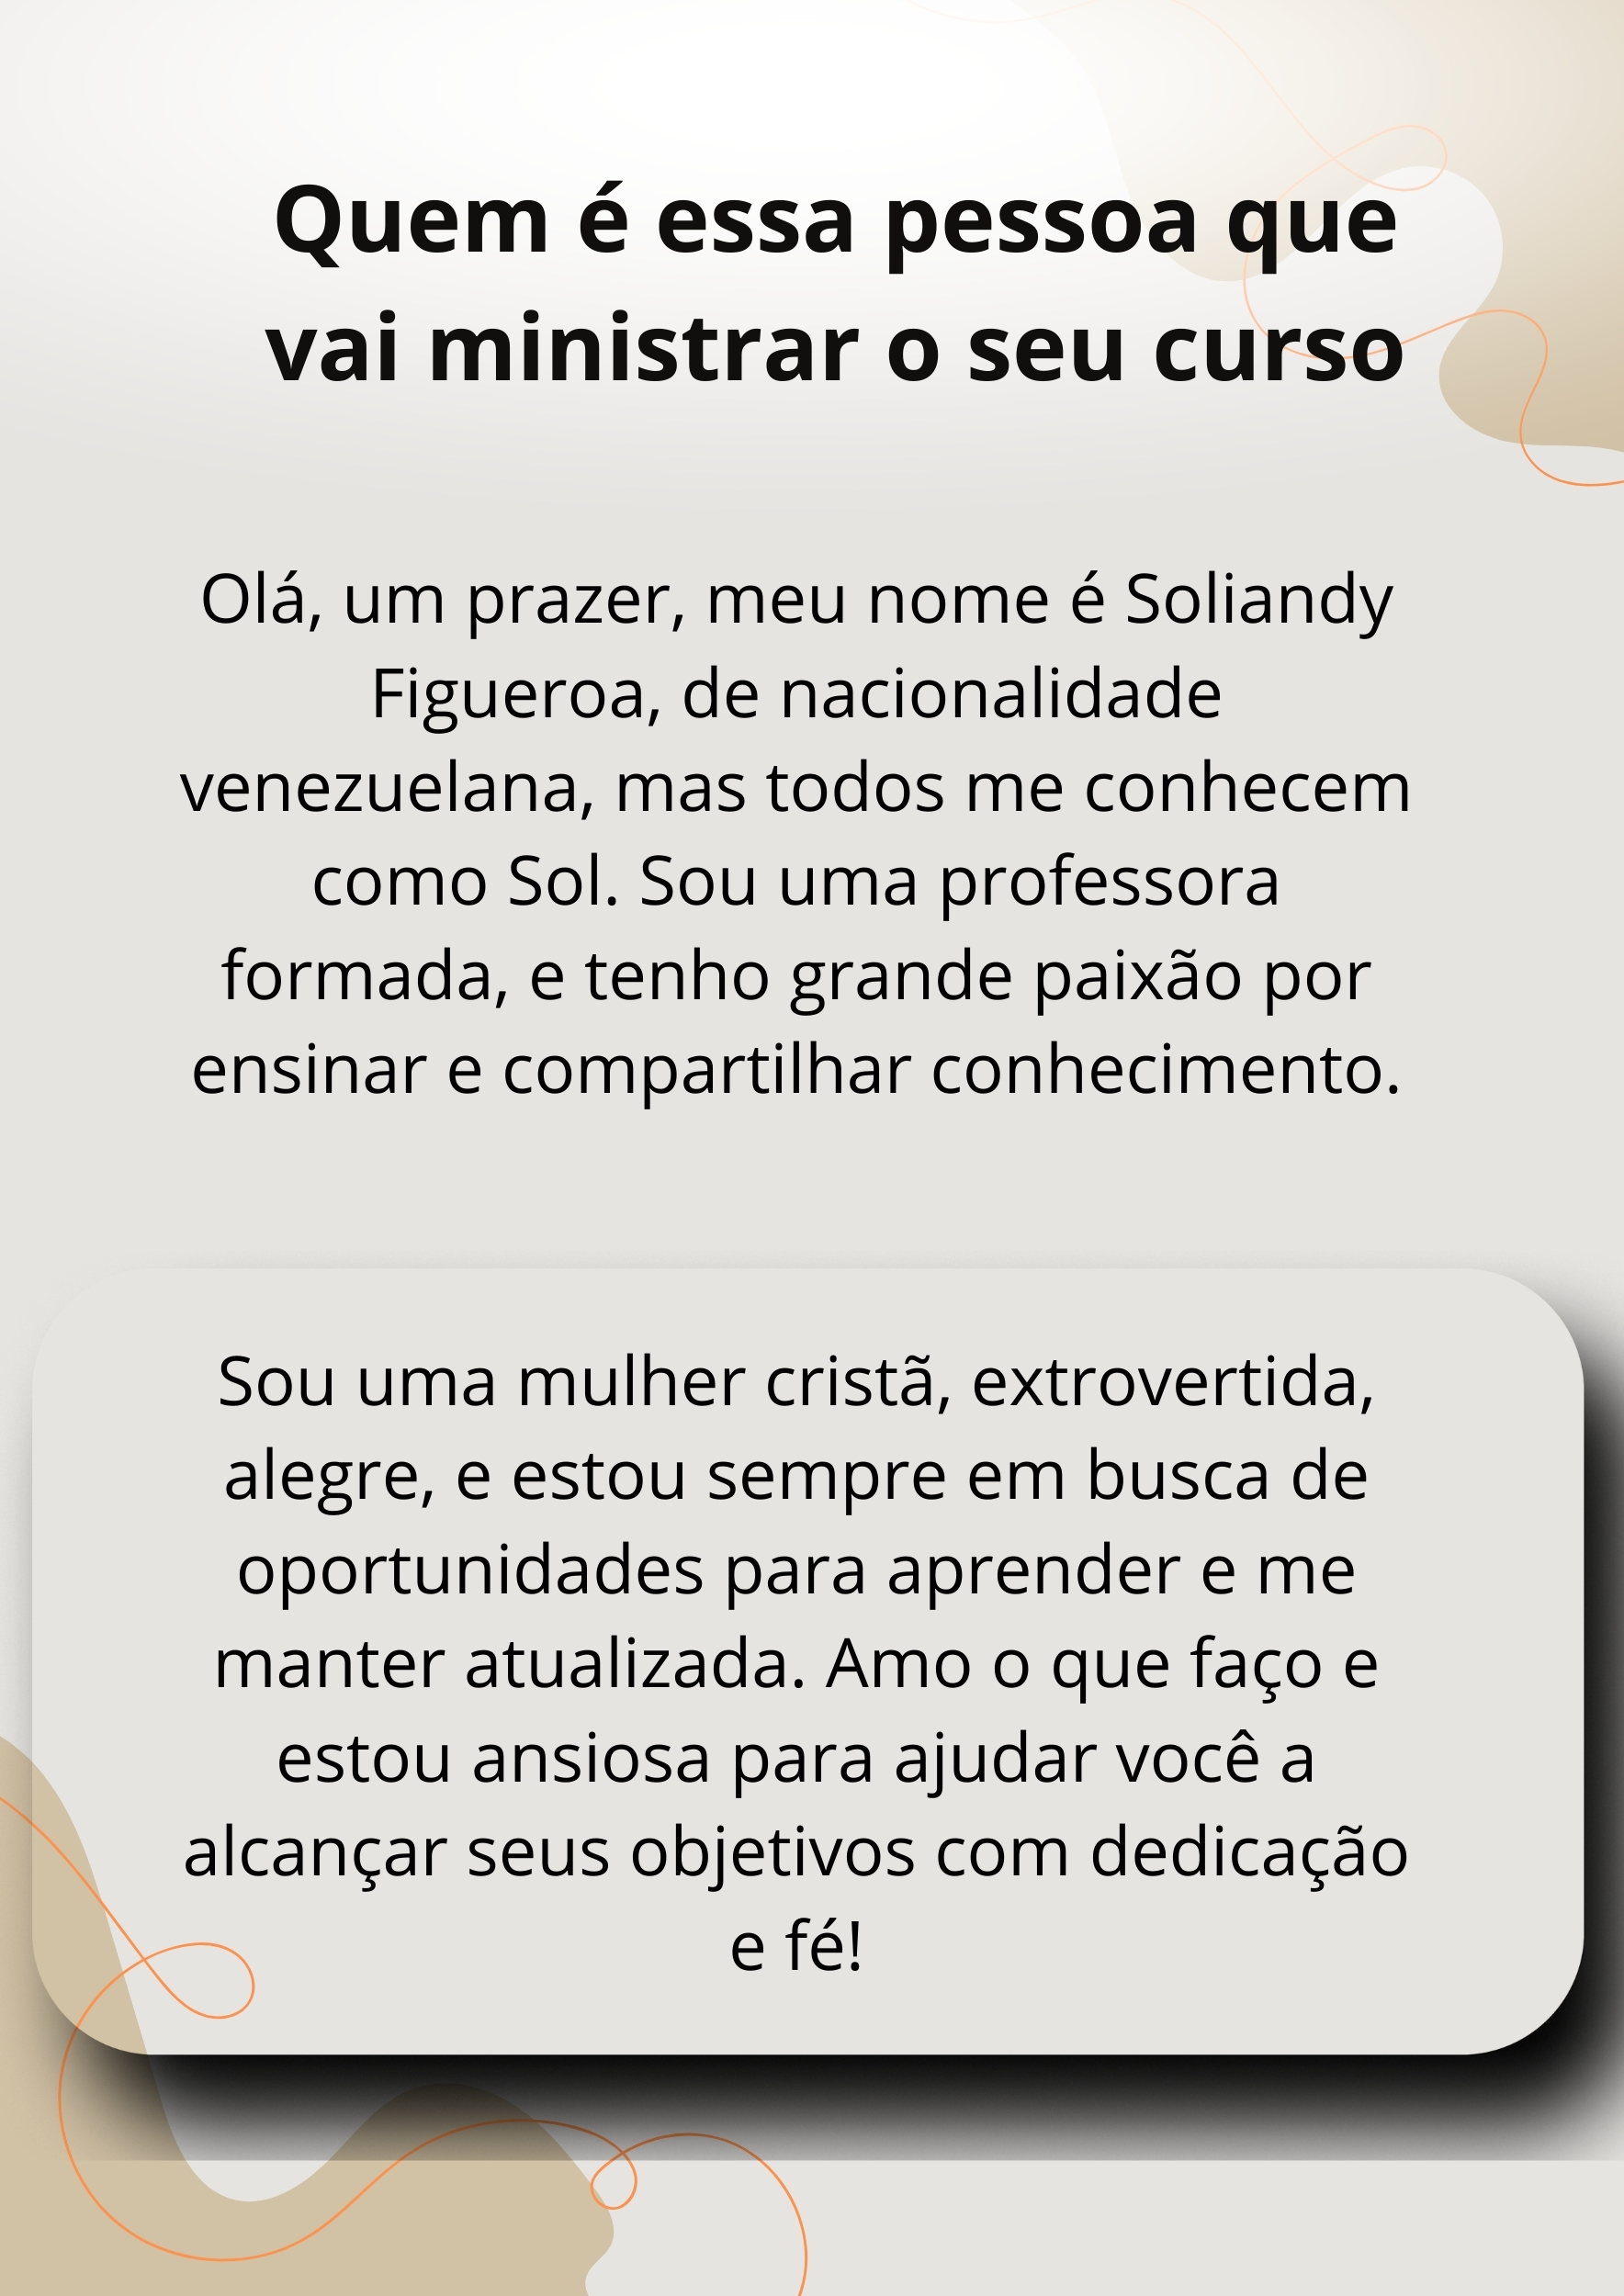 Quem é essa pessoa que
vai ministrar o seu curso
Olá, um prazer, meu nome é Soliandy
Figueroa, de nacionalidade
venezuelana, mas todos me conhecem
como Sol. Sou uma professora
formada, e tenho grande paixão por
ensinar e compartilhar conhecimento.
Sou uma mulher cristã, extrovertida,
alegre, e estou sempre em busca de
oportunidades para aprender e me
manter atualizada. Amo o que faço e
estou ansiosa para ajudar você a
alcançar seus objetivos com dedicação
e fé!